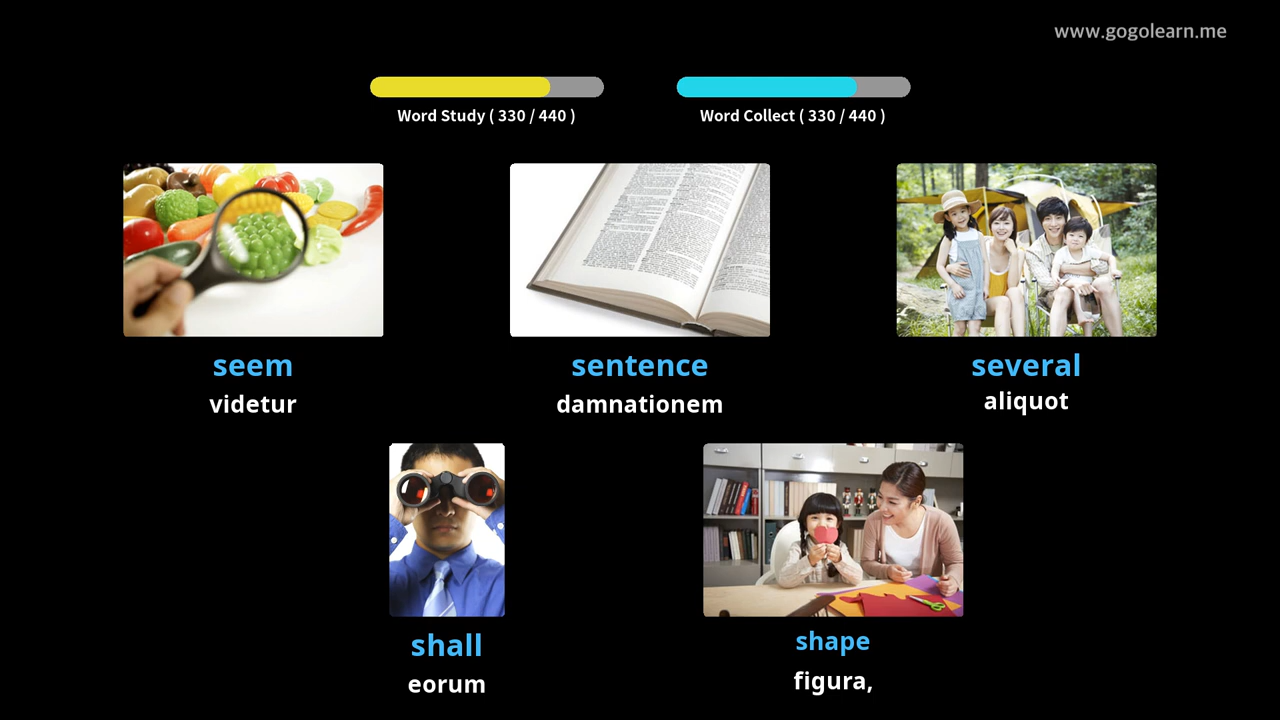 www.gogolearn.me
Word Study ( 330 / 440 )
Word Collect ( 330 / 440 )
seem
videtur
sentence
damnationem
several
aliquot
shall
eorum
shape
figura,